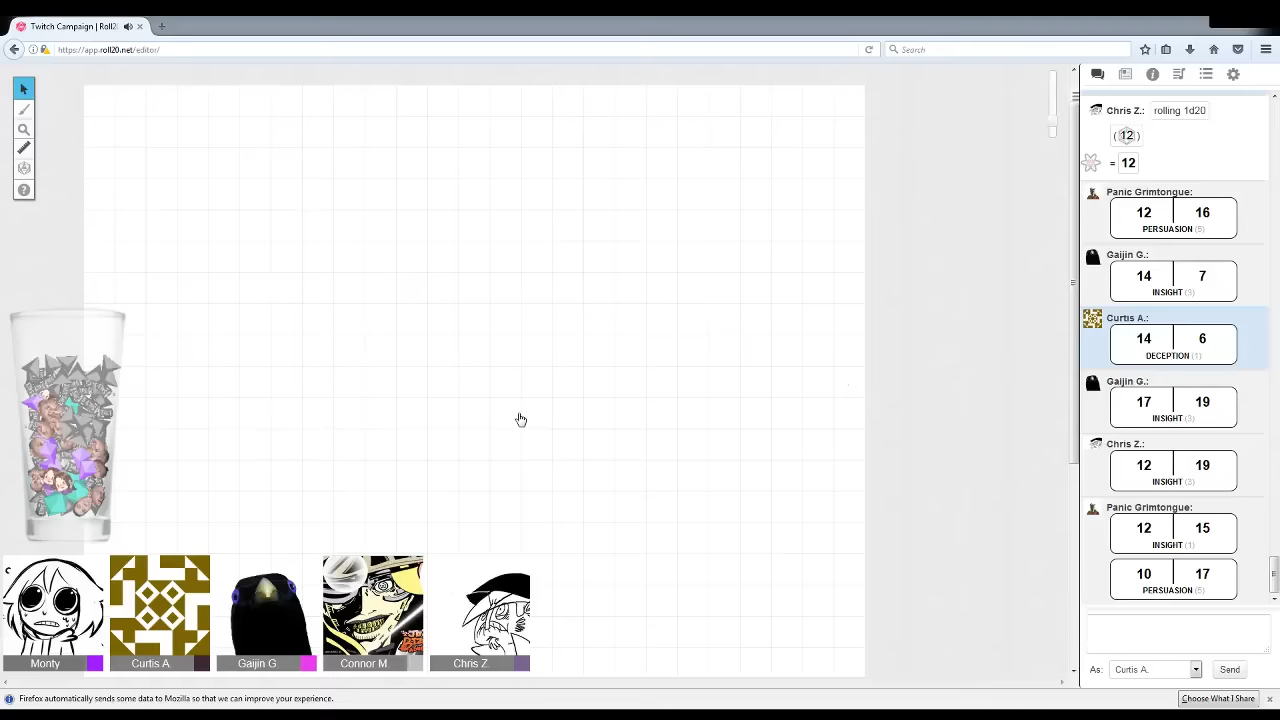 Twitch Campaign | Roll20
https://app.roll20.net/editor/
Search
Chris Z.: rolling 1d20
(12)
= 12
Panic Grimtongue:
12 16
PERSUASION (5)
Gaijin G.:
14 7
INSIGHT (3)
Curtis A.:
14 6
DECEPTION (1)
Gaijin G.:
17 19
INSIGHT (3)
Chris Z.:
12 19
INSIGHT (3)
Panic Grimtongue:
12 15
INSIGHT (1)
10 17
PERSUASION (5)
As: Curtis A. Send
Monty
Curtis A.
Gaijin G.
Connor M
Chris Z.
Firefox automatically sends some data to Mozilla so that we can improve your experience.
Choose What I Share